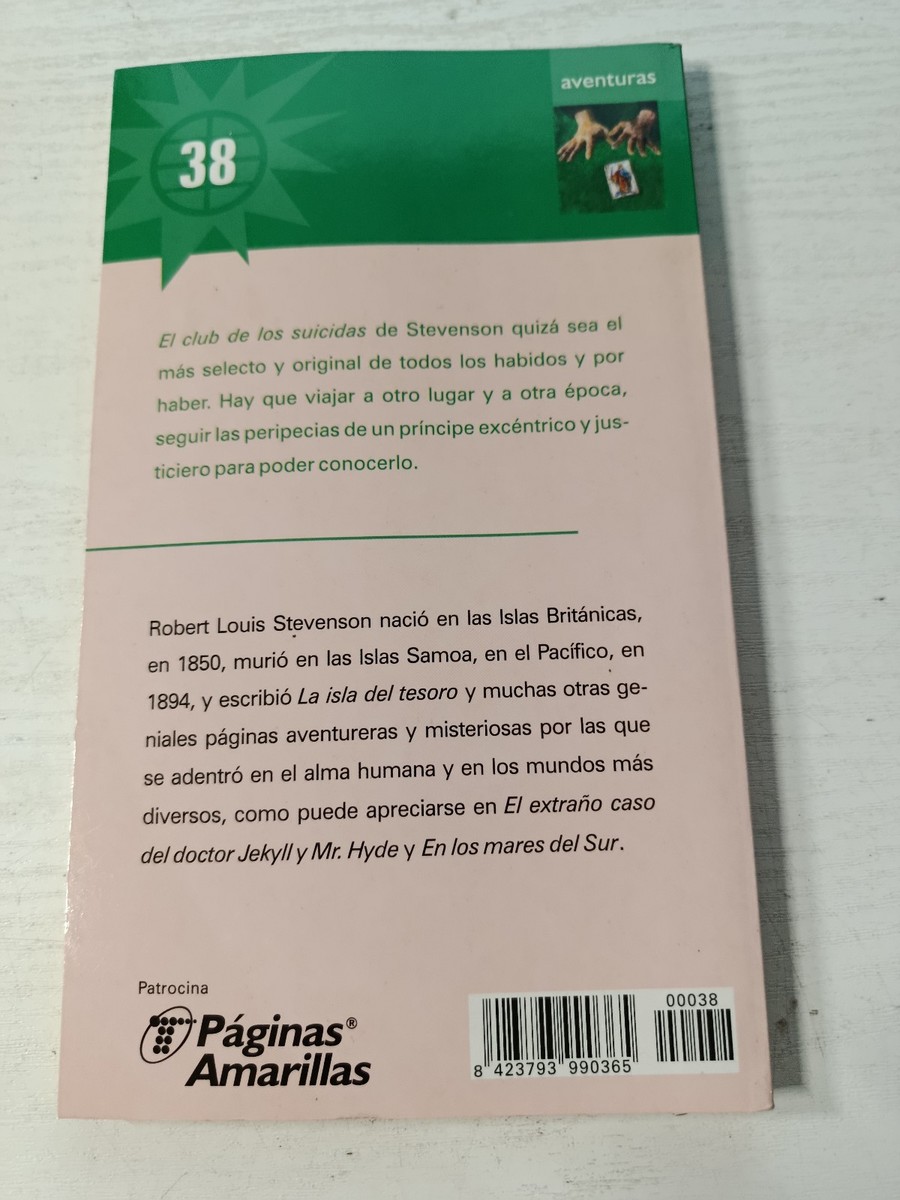 aventuras
38
El club de los suicidas de Stevenson quizá sea el
más selecto y original de todos los habidos y por
haber. Hay que viajar a otro lugar y a otra época,
seguir las peripecias de un príncipe excéntrico y jus-
ticiero para poder conocerlo.
Robert Louis Stevenson nació en las Islas Británicas,
en 1850, murió en las Islas Samoa, en el Pacífico, en
1894, y escribió La isla del tesoro y muchas otras ge-
niales páginas aventureras y misteriosas por las que
se adentró en el alma humana y en los mundos más
diversos, como puede apreciarse en El extraño caso
del doctor Jekyll y Mr. Hyde y En los mares del Sur.
Patrocina
Páginas®
Amarillas
00038
8 423793 990365